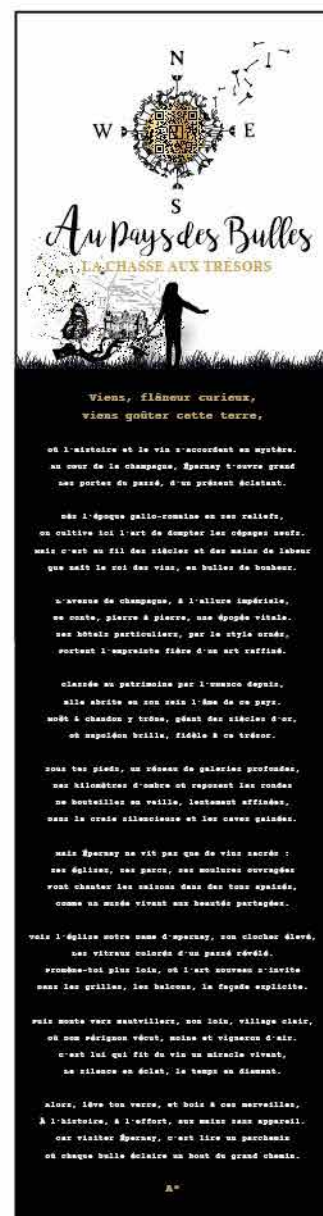 N
W E
S
Au Pays des Bulles
LA CHASSE AUX TRÉSORS
Viens, flâneur curieux,
viens goûter cette terre,
où l'histoire et le vin s'accordent en mystère.
au cœur de la champagne, Épernay t'ouvre grand
Les portes du passé, d'un présent éclatant.
Dès l'époque gallo-romaine en ses reliefs,
on cultive ici l'art de dompter les cépages neufs.
Mais c'est au fil des siècles et des mains de labeur
que naît le roi des vins, en bulles de bonheur.
L'avenue de champagne, à l'allure impériale,
me conte, pierre à pierre, une épopée vitale.
ses hôtels particuliers, par le style ornés,
Portent l'empreinte fière d'un art raffiné.
classée au patrimoine par l'unesco depuis,
elle abrite en son sein l'âme de ce pays.
moët & chandon y trône, géant des siècles d'or,
où napoléon brilla, fidèle à ce trésor.
sous tes pieds, un réseau de galeries profondes,
Des kilomètres d'ombre où reposent les rondes
De bouteilles en veille, lentement affinées,
Dans la craie silencieuse et les caves gainées.
Mais Épernay ne vit pas que de vins sacrés :
ses églises, ses parcs, ses moulures ouvragées
vont chanter les saisons dans des tons apaisés,
comme un musée vivant aux beautés partagées.
vois l'église notre dame d'epernay, son clocher élevé,
Les vitraux colorés d'un passé révélé.
Promène-toi plus loin, où l'art nouveau s'invite
Dans les grilles, les balcons, la façade explicite.
Puis monte vers hautvillers, non loin, village clair,
où dom pérignon vécut, moine et vigneron d'air.
c'est lui qui fit du vin un miracle vivant,
Le silence en éclat, le temps en diamant.
alors, lève ton verre, et bois à ces merveilles,
À l'histoire, à l'effort, aux mains sans appareil.
car visiter Épernay, c'est lire un parchemin
où chaque bulle éclaire un bout du grand chemin.